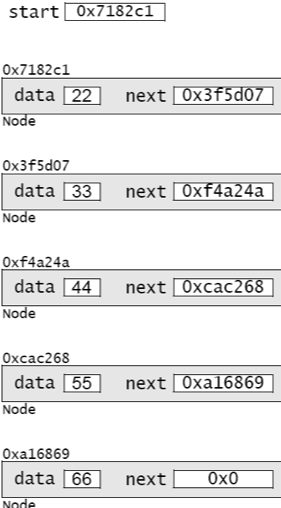 start 0x7182c1
0x7182c1
data 22 next 0x3f5d07
Node
0x3f5d07
data 33 next 0xf4a24a
Node
0xf4a24a
data 44 next 0xcac268
Node
0xcac268
data 55 next 0xa16869
Node
0xa16869
data 66 next 0x0
Node